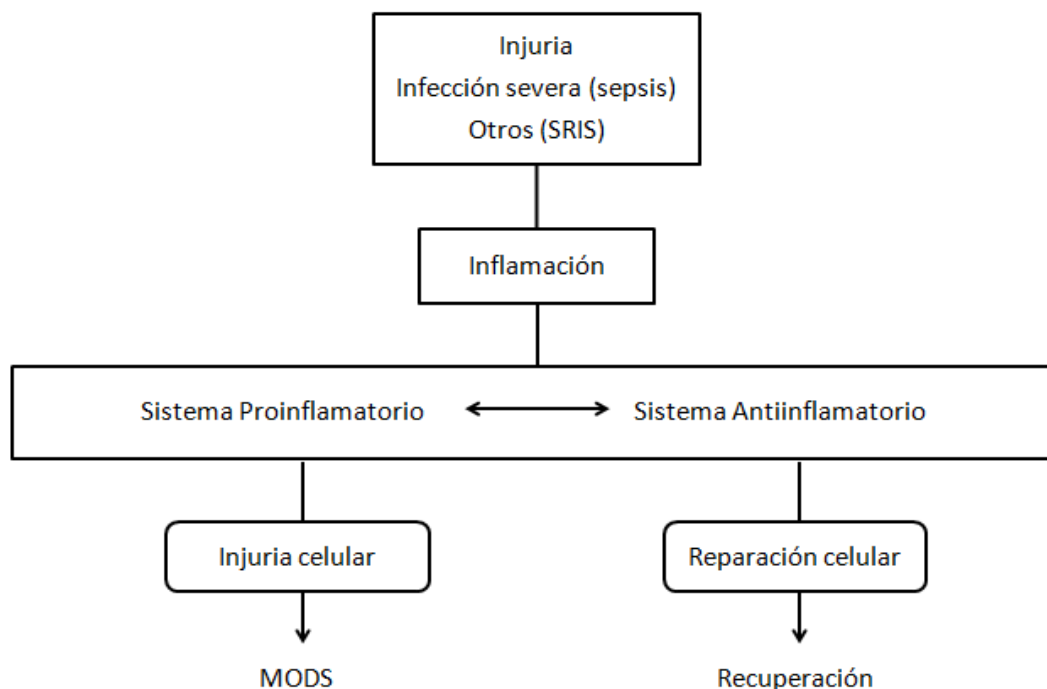 Injuria
Infección severa (sepsis)
Otros (SRIS)
Inflamación
Sistema Proinflamatorio
Sistema Antiinflamatorio
Injuria celular
Reparación celular
MODS
Recuperación